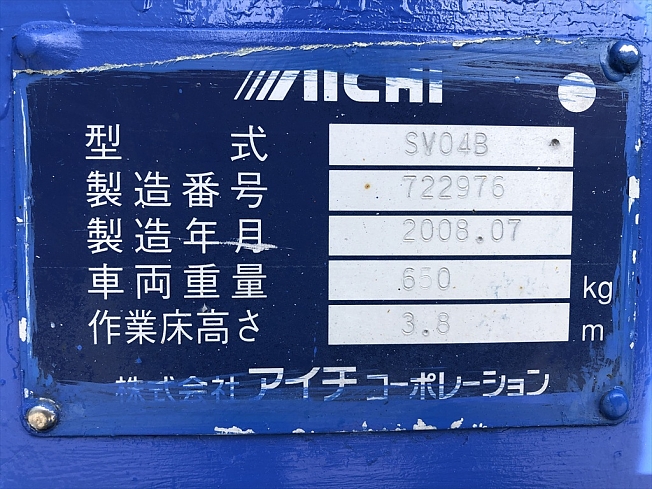 AICHI
型式 SV04B
製造番号 722976
製造年月 2008.07
車両重量 650 kg
作業床高さ 3.8 m
株式会社 アイチ コーポレーション